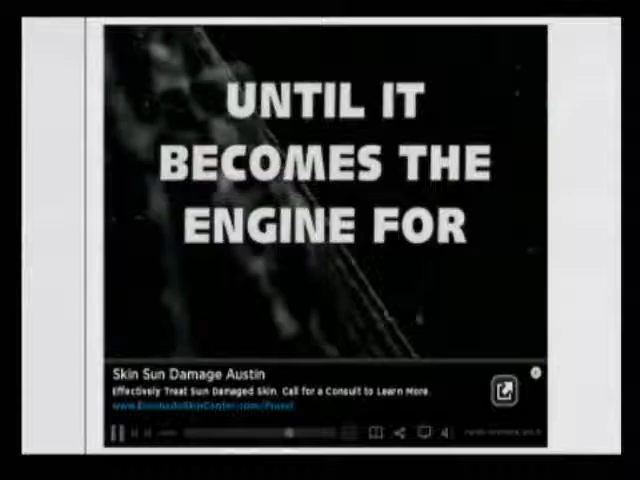 UNTIL IT
BECOMES THE
ENGINE FOR
Skin Sun Damage Austin
Effectively Treat Sun Damaged Skin. Call for a Consult to Learn More.